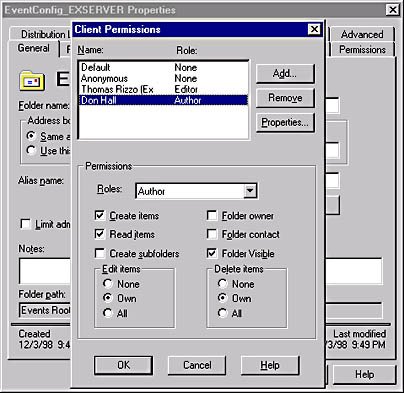 EventConfig_EXSERVER Properties
Distribution L
Advanced
General
Permissions
E
Folder name:
Address bo
Same a
Use this
Alias name:
Limit adm
Notes:
Folder path:
Events Root
Created
12/3/98 9:4
Last modified
/3/98 9:49 PM
Help
Client Permissions
Name: Role:
Default None
Anonymous None
Thomas Rizzo (Ex Editor
Don Hall Author
Add...
Remove
Properties...
Permissions
Roles: Author
Create items Folder owner
Read items Folder contact
Create subfolders Folder Visible
Edit items Delete items
None None
Own Own
All All
OK Cancel Help